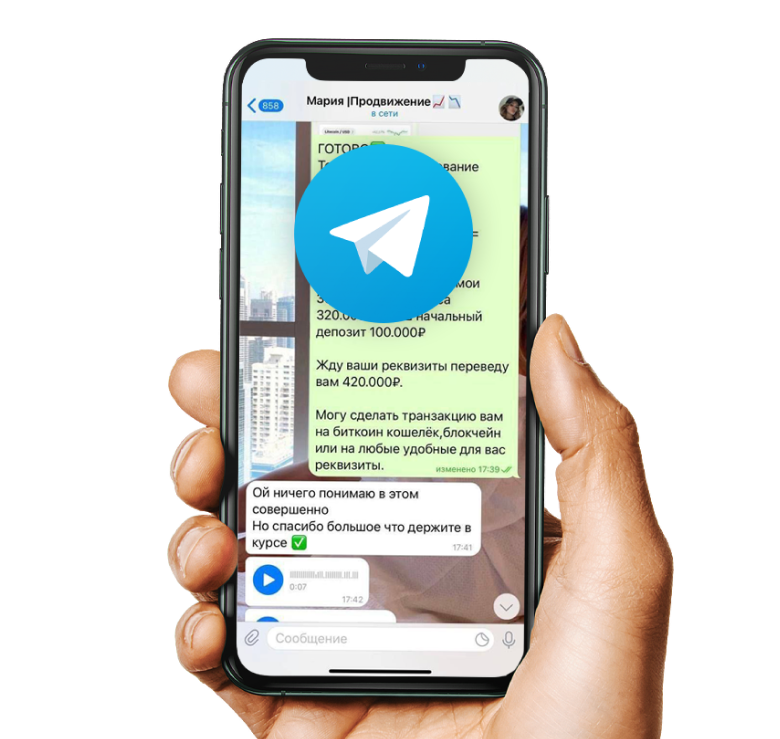 858
Мария |Продвижение📈📉
в сети
вание
=
мои
320.0
начальный
депозит 100.000₽
Жду ваши реквизиты переведу
вам 420.000₽.
Могу сделать транзакцию вам
на биткоин кошелёк,блокчейн
или на любые удобные для вас
реквизиты.
изменено 17:39
Ой ничего понимаю в этом
совершенно
Но спасибо большое что держите в
курсе ✅
17:41
0:07
17:42
Сообщение